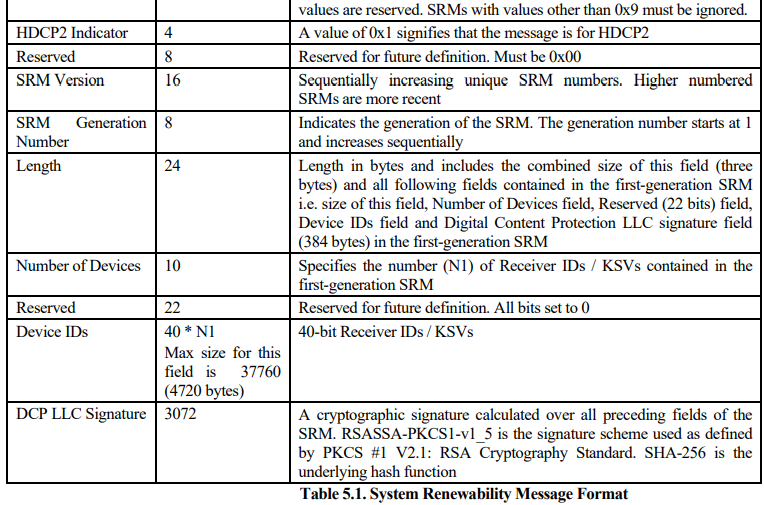 values are reserved. SRMs with values other than 0x9 must be ignored.
HDCP2 Indicator 4 A value of 0x1 signifies that the message is for HDCP2
Reserved 8 Reserved for future definition. Must be 0x00
SRM Version 16 Sequentially increasing unique SRM numbers. Higher numbered
SRMs are more recent
SRM Generation 8 Indicates the generation of the SRM. The generation number starts at 1
Number and increases sequentially
Length 24 Length in bytes and includes the combined size of this field (three
bytes) and all following fields contained in the first-generation SRM
i.e. size of this field, Number of Devices field, Reserved (22 bits) field,
Device IDs field and Digital Content Protection LLC signature field
(384 bytes) in the first-generation SRM
Number of Devices 10 Specifies the number (N1) of Receiver IDs / KSVs contained in the
first-generation SRM
Reserved 22 Reserved for future definition. All bits set to 0
Device IDs 40 * N1 40-bit Receiver IDs / KSVs
Max size for this
field is 37760
(4720 bytes)
DCP LLC Signature 3072 A cryptographic signature calculated over all preceding fields of the
SRM. RSASSA-PKCS1-v1_5 is the signature scheme used as defined
by PKCS #1 V2.1: RSA Cryptography Standard. SHA-256 is the
underlying hash function
Table 5.1. System Renewability Message Format